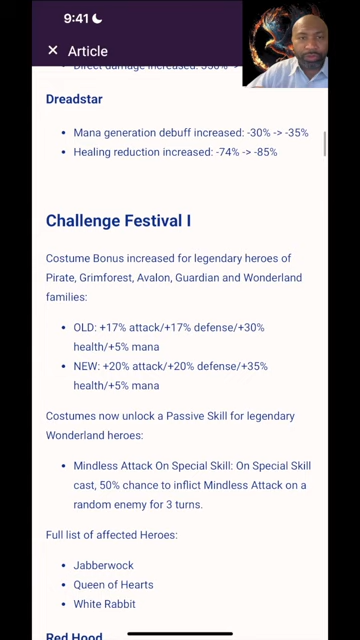 9:41
× Article
Direct damage increased:
Dreadstar
• Mana generation debuff increased: -30% -> -35%
• Healing reduction increased: -74% -> -85%
Challenge Festival I
Costume Bonus increased for legendary heroes of
Pirate, Grimforest, Avalon, Guardian and Wonderland
families:
• OLD: +17% attack/+17% defense/+30%
health/+5% mana
• NEW: +20% attack/+20% defense/+35%
health/+5% mana
Costumes now unlock a Passive Skill for legendary
Wonderland heroes:
• Mindless Attack On Special Skill: On Special Skill
cast, 50% chance to inflict Mindless Attack on a
random enemy for 3 turns.
Full list of affected Heroes:
• Jabberwock
• Queen of Hearts
• White Rabbit
Red Hood